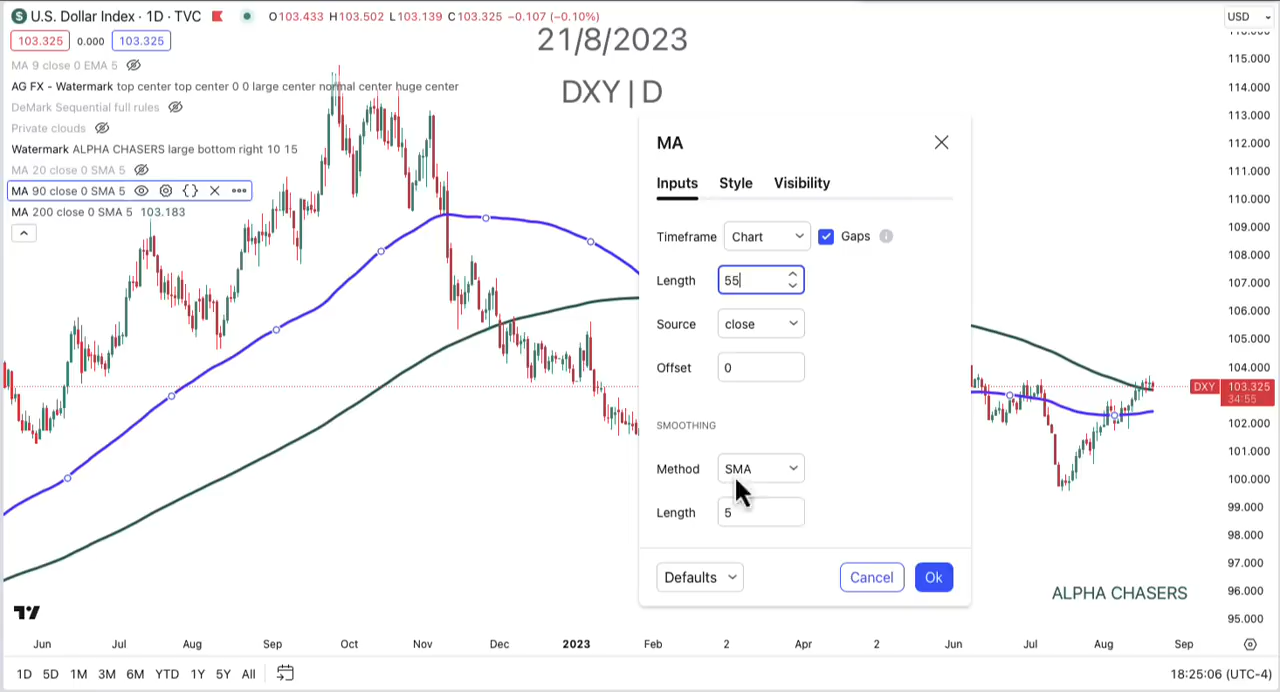 U.S. Dollar Index · 1D · TVC O103.433 H103.502 L103.139 C103.325 −0.107 (−0.10%)
USD
103.325 0.000 103.325
21/8/2023
MA 9 close 0 EMA 5
115.000
AG FX - Watermark top center top center 0 0 large center normal center huge center
DXY | D
114.000
DeMark Sequential full rules
113.000
Private clouds
112.000
Watermark ALPHA CHASERS large bottom right 10 15
MA
111.000
MA 20 close 0 SMA 5
MA 90 close 0 SMA 5
Inputs Style Visibility
110.000
MA 200 close 0 SMA 5 103.183
109.000
Timeframe Chart Gaps
108.000
Length 55
107.000
106.000
Source close
105.000
Offset 0
104.000
DXY 103.325
34:55
SMOOTHING
102.000
101.000
Method SMA
100.000
Length 5
99.000
98.000
Defaults Cancel Ok
97.000
96.000
ALPHA CHASERS
95.000
Jun Jul Aug Sep Oct Nov Dec 2023 Feb 2 Apr 2 Jun Jul Aug Sep
1D 5D 1M 3M 6M YTD 1Y 5Y All 18:25:06 (UTC-4)